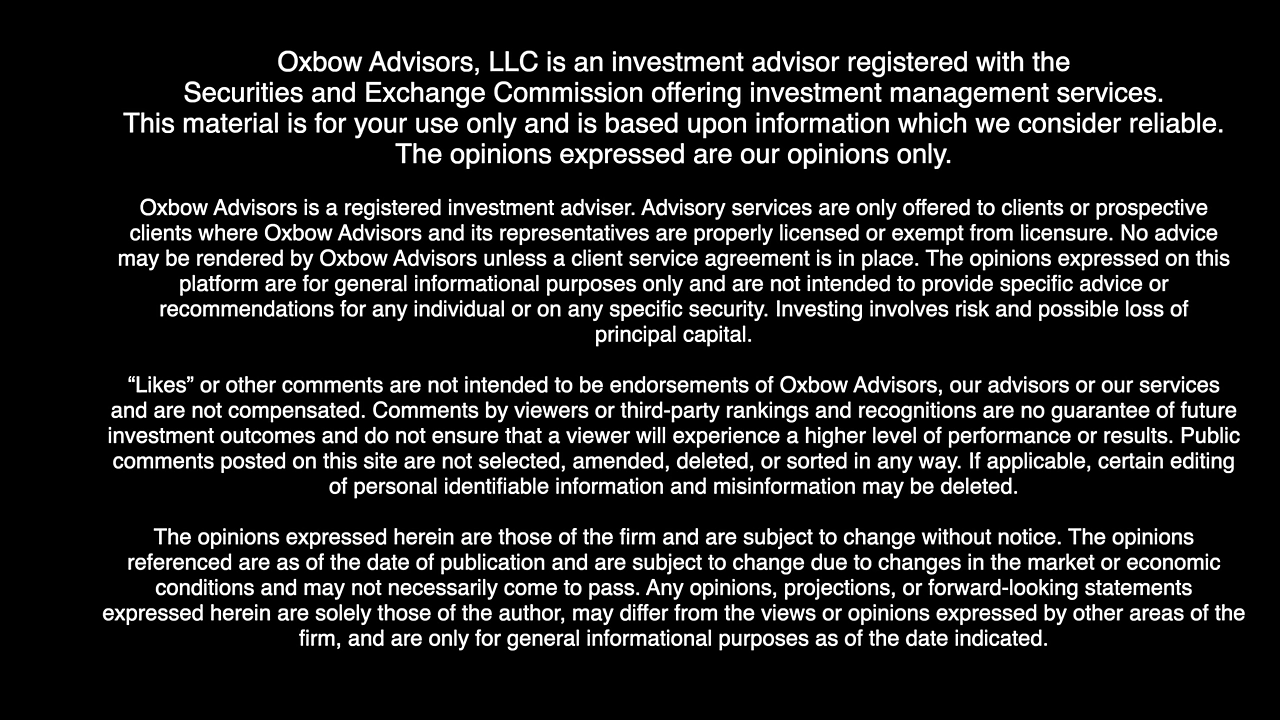 Oxbow Advisors, LLC is an investment advisor registered with the
Securities and Exchange Commission offering investment management services.
This material is for your use only and is based upon information which we consider reliable.
The opinions expressed are our opinions only.
Oxbow Advisors is a registered investment adviser. Advisory services are only offered to clients or prospective
clients where Oxbow Advisors and its representatives are properly licensed or exempt from licensure. No advice
may be rendered by Oxbow Advisors unless a client service agreement is in place. The opinions expressed on this
platform are for general informational purposes only and are not intended to provide specific advice or
recommendations for any individual or on any specific security. Investing involves risk and possible loss of
principal capital.
“Likes” or other comments are not intended to be endorsements of Oxbow Advisors, our advisors or our services
and are not compensated. Comments by viewers or third-party rankings and recognitions are no guarantee of future
investment outcomes and do not ensure that a viewer will experience a higher level of performance or results. Public
comments posted on this site are not selected, amended, deleted, or sorted in any way. If applicable, certain editing
of personal identifiable information and misinformation may be deleted.
The opinions expressed herein are those of the firm and are subject to change without notice. The opinions
referenced are as of the date of publication and are subject to change due to changes in the market or economic
conditions and may not necessarily come to pass. Any opinions, projections, or forward-looking statements
expressed herein are solely those of the author, may differ from the views or opinions expressed by other areas of the
firm, and are only for general informational purposes as of the date indicated.